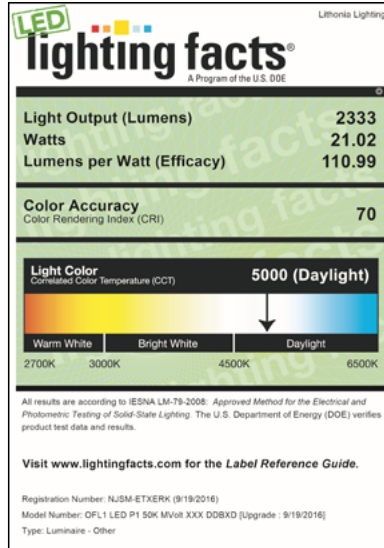 LED
Lithonia Lighting
lighting facts®
A Program of the U.S. DOE
Light Output (Lumens) 2333
Watts 21.02
Lumens per Watt (Efficacy) 110.99
Color Accuracy
Color Rendering Index (CRI) 70
Light Color
Correlated Color Temperature (CCT) 5000 (Daylight)
Warm White Bright White Daylight
2700K 3000K 4500K 6500K
All results are according to IESNA LM-79-2008: Approved Method for the Electrical and
Photometric Testing of Solid-State Lighting. The U.S. Department of Energy (DOE) verifies
product test data and results.
Visit www.lightingfacts.com for the Label Reference Guide.
Registration Number: NJSM-ETXERK (9/19/2016)
Model Number: OFL1 LED P1 50K MVolt XXX DDBXD [Upgrade : 9/19/2016]
Type: Luminaire - Other